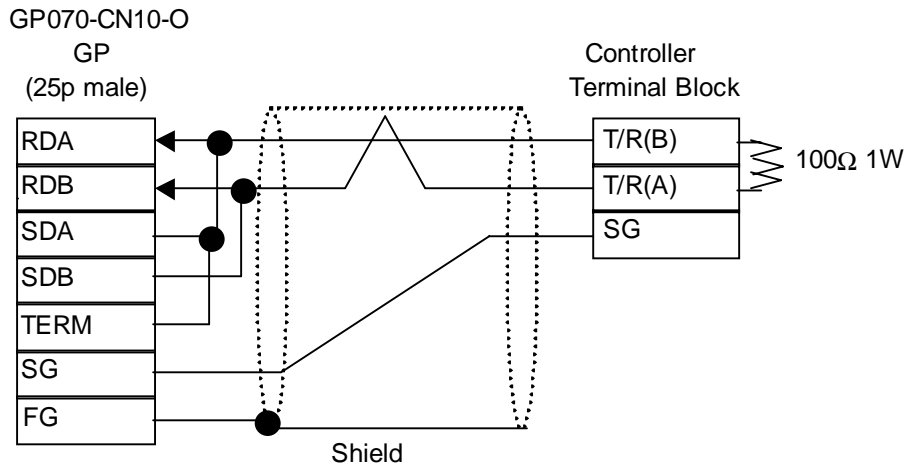 GP070-CN10-O
GP
(25p male)
Controller
Terminal Block
RDA
RDB
SDA
SDB
TERM
SG
FG
T/R(B)
T/R(A)
SG
100Ω 1W
Shield